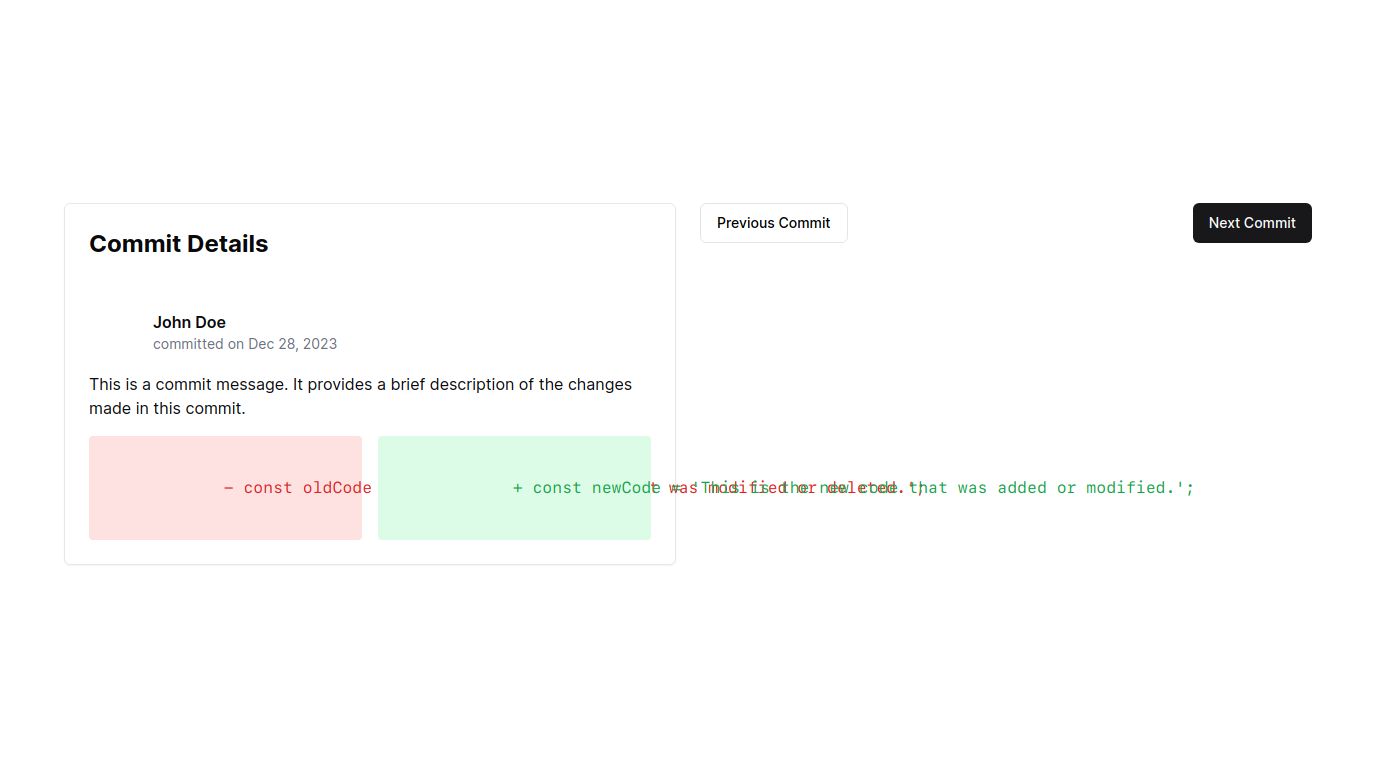 Commit Details
Previous Commit
Next Commit
John Doe
committed on Dec 28, 2023
This is a commit message. It provides a brief description of the changes
made in this commit.
- const oldCode
' was modified or deleted.';
+ const newCode = 'This is the new code that was added or modified.';